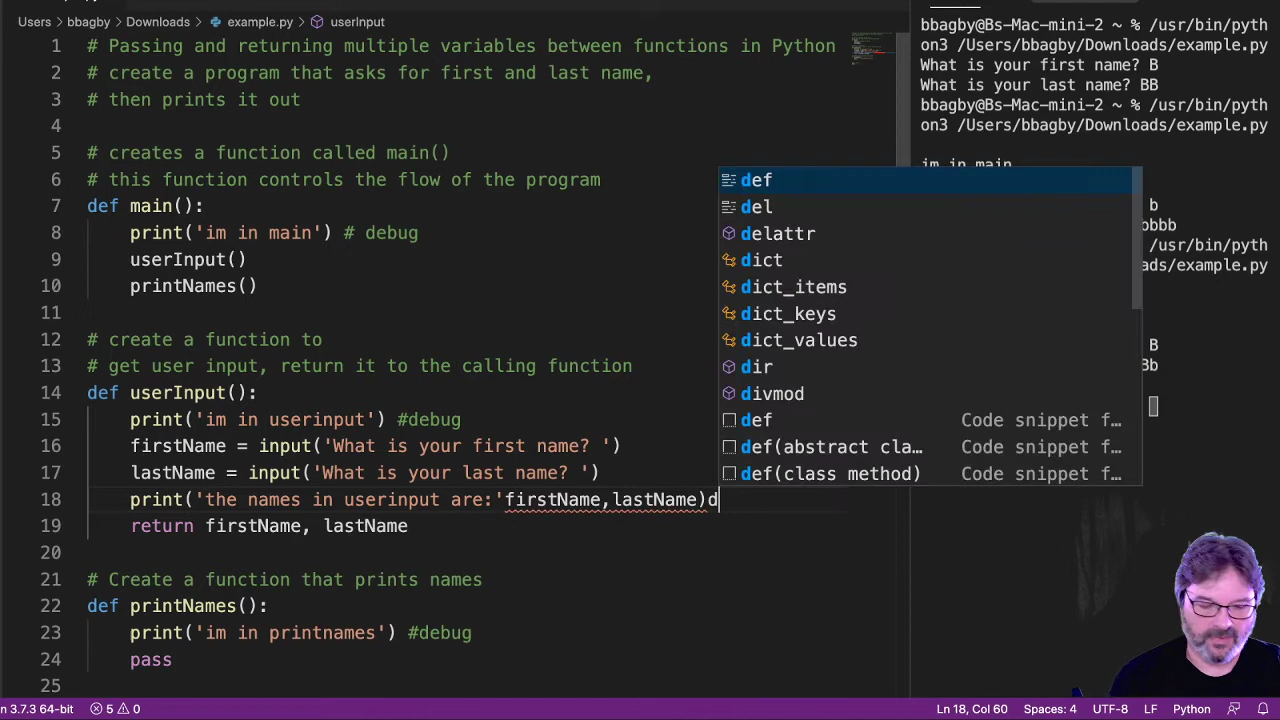 Users > bbagby > Downloads > example.py > userInput
1 # Passing and returning multiple variables between functions in Python
2 # create a program that asks for first and last name,
3 # then prints it out
4
5 # creates a function called main()
6 # this function controls the flow of the program
7 def main():
8 print('im in main') # debug
9 userInput()
10 printNames()
11
12 # create a function to
13 # get user input, return it to the calling function
14 def userInput():
15 print('im in userinput') #debug
16 firstName = input('What is your first name? ')
17 lastName = input('What is your last name? ')
18 print('the names in userinput are:'firstName,lastName)d
19 return firstName, lastName
20
21 # Create a function that prints names
22 def printNames():
23 print('im in printnames') #debug
24 pass
25
def
del
delattr
dict
dict_items
dict_keys
dict_values
dir
divmod
def Code snippet f…
def(abstract cla… Code snippet f…
def(class method) Code snippet f…
bbagby@Bs-Mac-mini-2 ~ % /usr/bin/pyth
on3 /Users/bbagby/Downloads/example.py
What is your first name? B
What is your last name? BB
bbagby@Bs-Mac-mini-2 ~ % /usr/bin/pyth
on3 /Users/bbagby/Downloads/example.py
im in main
b
bbb
/usr/bin/pyth
ads/example.py
B
Bb
n 3.7.3 64-bit 5 0 Ln 18, Col 60 Spaces: 4 UTF-8 LF Python